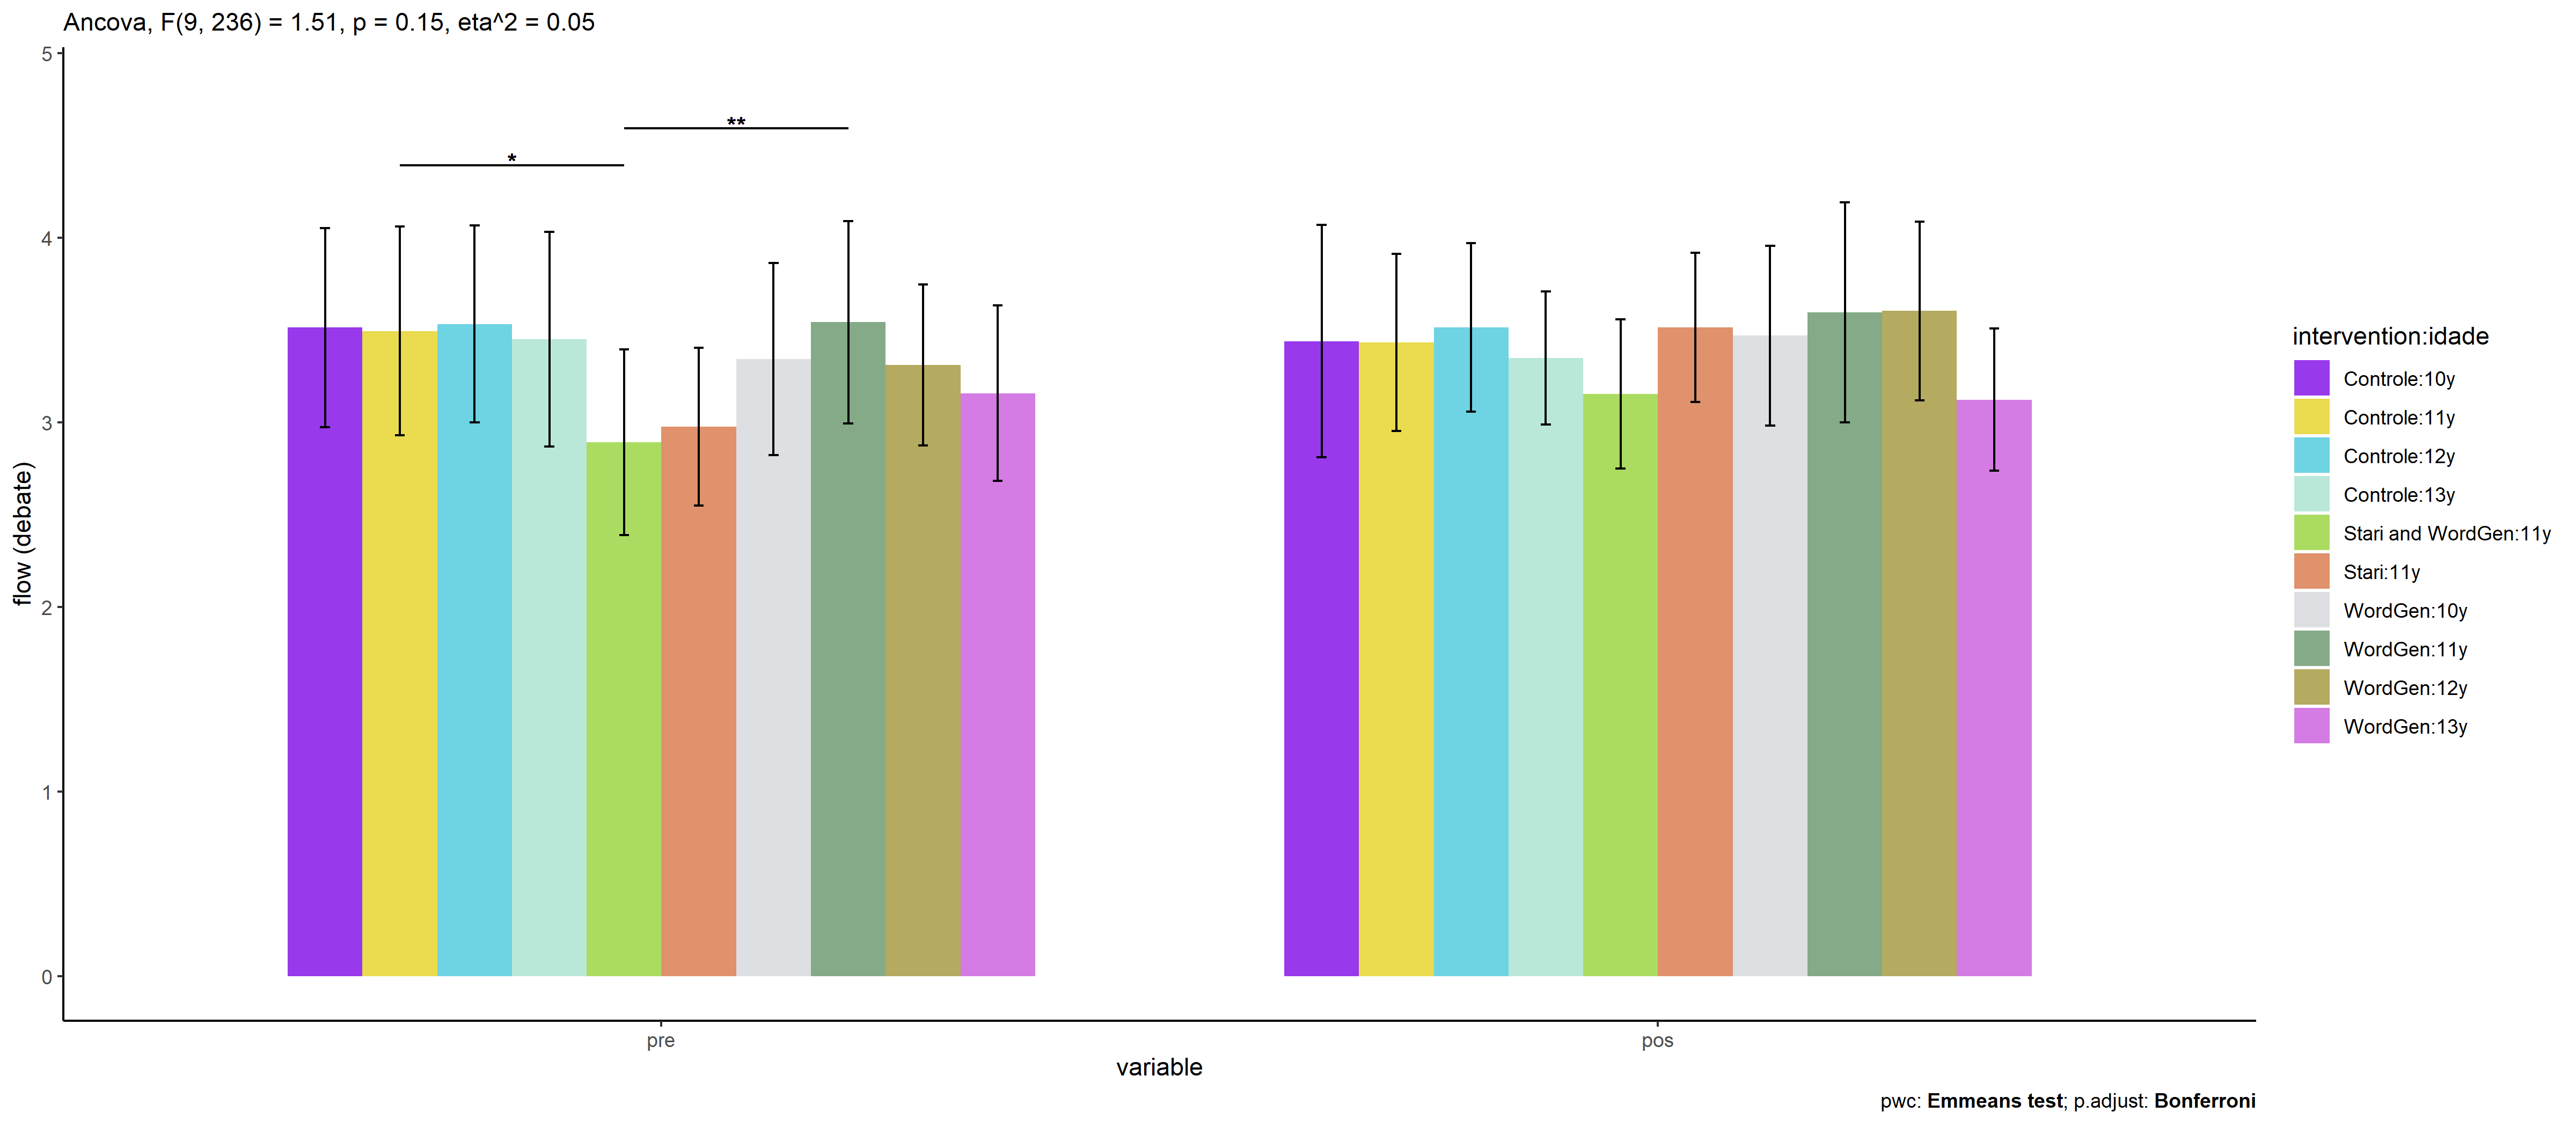 Ancova, F(9, 236) = 1.51, p = 0.15, eta^2 = 0.05
5
4
3
2
1
0
flow (debate)
*
**
pre
pos
variable
intervention:idade
Controle:10y
Controle:11y
Controle:12y
Controle:13y
Stari and WordGen:11y
Stari:11y
WordGen:10y
WordGen:11y
WordGen:12y
WordGen:13y
pwc: Emmeans test; p.adjust: Bonferroni